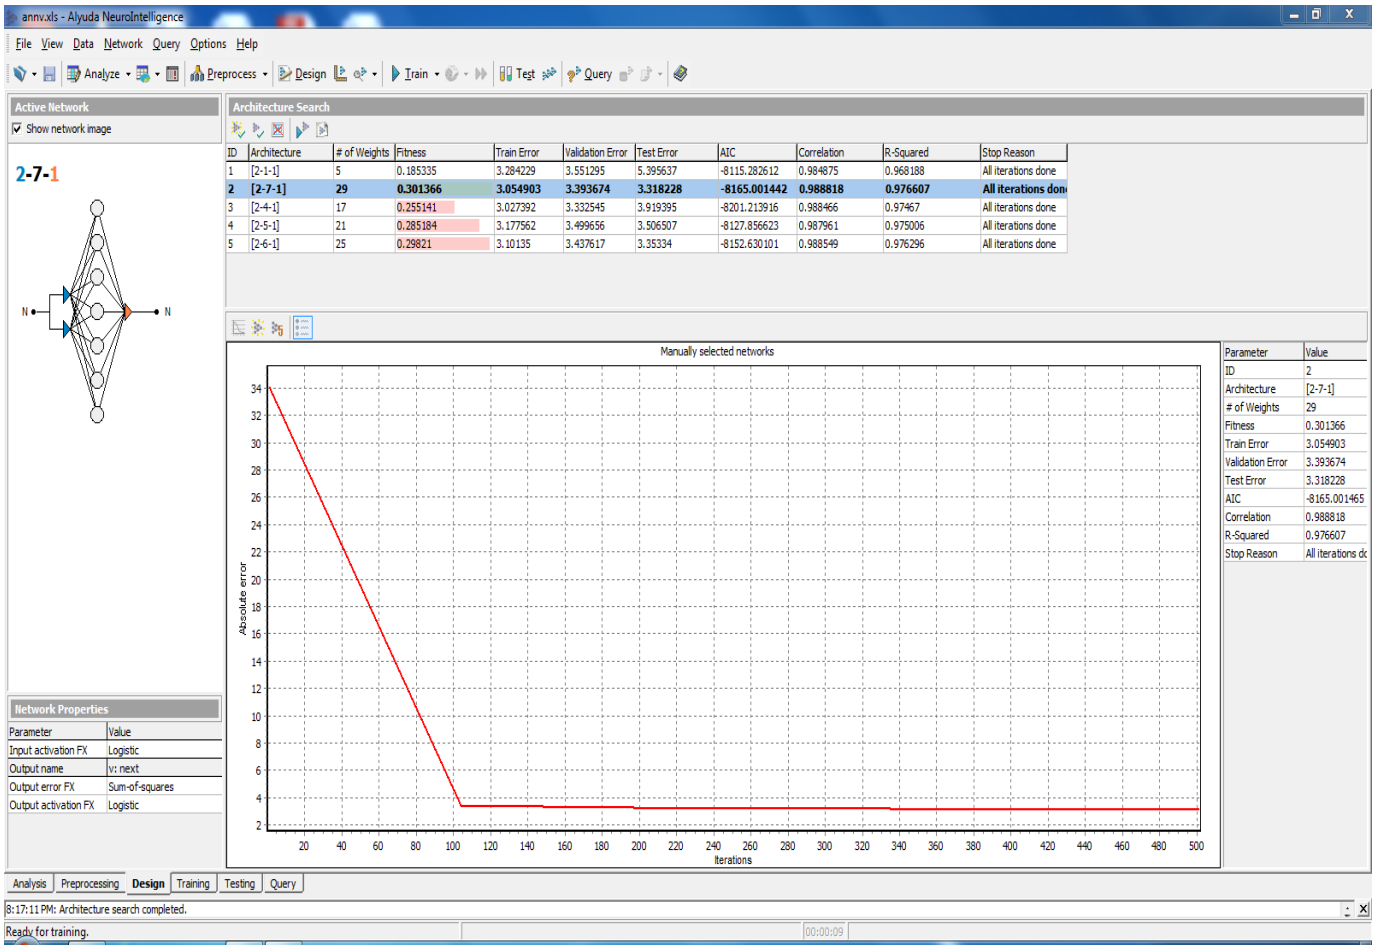 annv.xls - Alyuda NeuroIntelligence
File View Data Network Query Options Help
Analyze Preprocess Design Train Test Query
Active Network
Show network image
2-7-1
N N
Architecture Search
ID Architecture # of Weights Fitness Train Error Validation Error Test Error AIC Correlation R-Squared Stop Reason
1 [2-1-1] 5 0.185335 3.284229 3.551295 5.395637 -8115.282612 0.984875 0.968188 All iterations done
2 [2-7-1] 29 0.301366 3.054903 3.393674 3.318228 -8165.001442 0.988818 0.976607 All iterations don
3 [2-4-1] 17 0.255141 3.027392 3.332545 3.919395 -8201.213916 0.988466 0.97467 All iterations done
4 [2-5-1] 21 0.285184 3.177562 3.499656 3.506507 -8127.856623 0.987961 0.975006 All iterations done
5 [2-6-1] 25 0.29821 3.10135 3.437617 3.35334 -8152.630101 0.988549 0.976296 All iterations done
Manually selected networks
34
32
30
28
26
24
22
20
18
16
14
12
10
8
6
4
2
Absolute error
20 40 60 80 100 120 140 160 180 200 220 240 260 280 300 320 340 360 380 400 420 440 460 480 500
Iterations
Parameter Value
ID 2
Architecture [2-7-1]
# of Weights 29
Fitness 0.301366
Train Error 3.054903
Validation Error 3.393674
Test Error 3.318228
AIC -8165.001465
Correlation 0.988818
R-Squared 0.976607
Stop Reason All iterations dc
Network Properties
Parameter Value
Input activation FX Logistic
Output name v: next
Output error FX Sum-of-squares
Output activation FX Logistic
Analysis Preprocessing Design Training Testing Query
8:17:11 PM: Architecture search completed.
Ready for training.
00:00:09